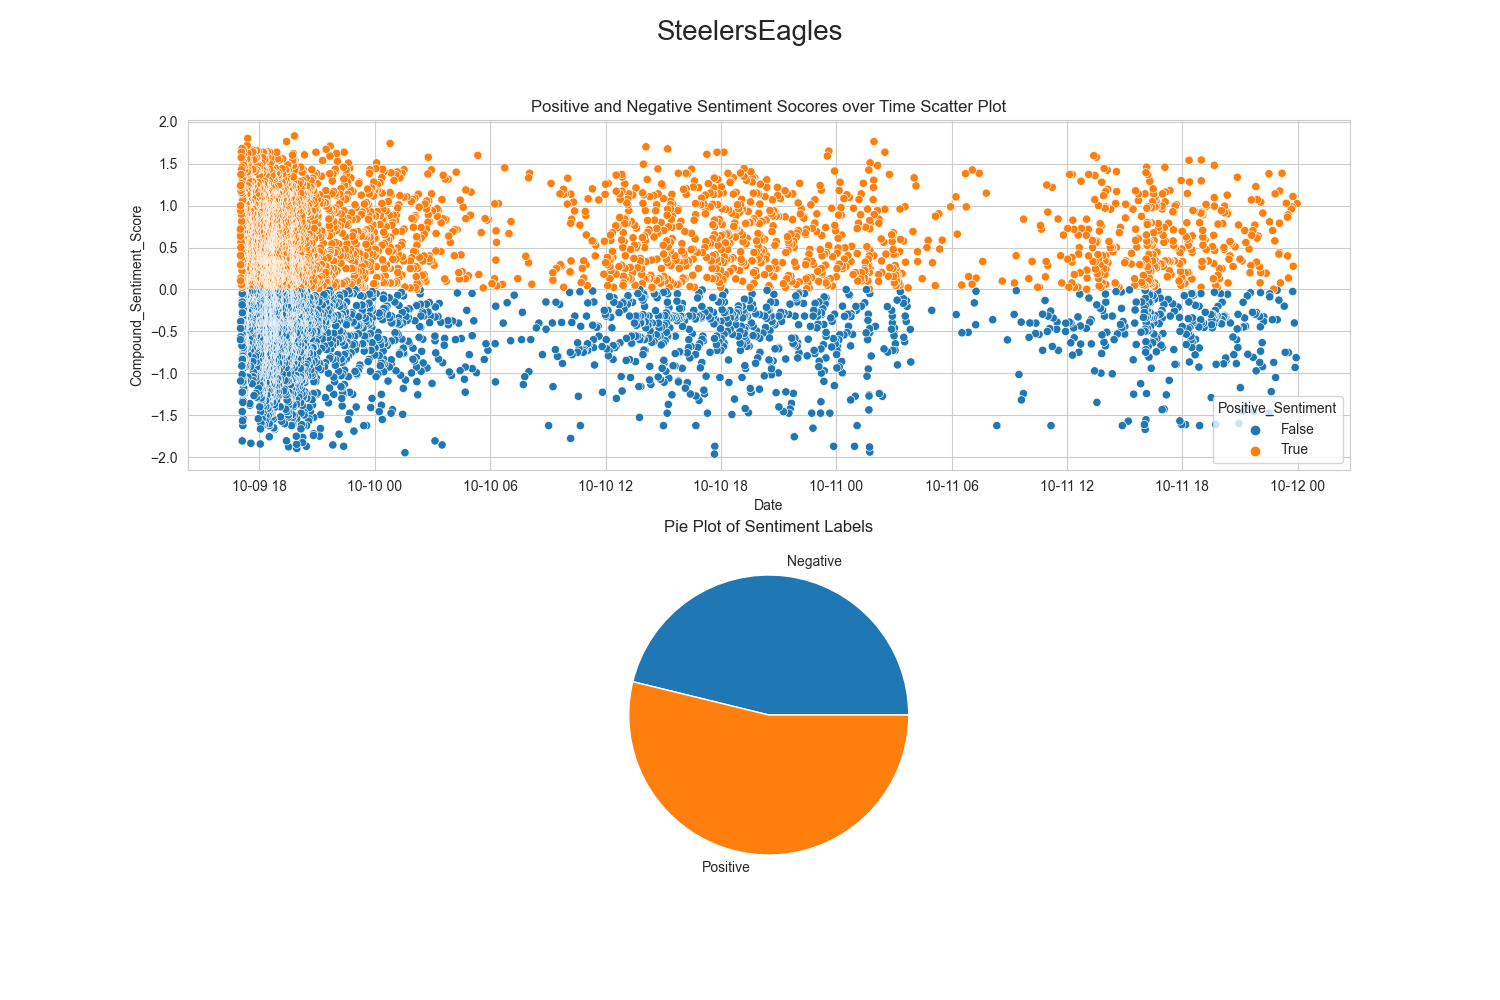 SteelersEagles
Positive and Negative Sentiment Socores over Time Scatter Plot
Compound_Sentiment_Score
2.0
1.5
1.0
0.5
0.0
−0.5
−1.0
−1.5
−2.0
Positive_Sentiment
False
True
10-09 18
10-10 00
10-10 06
10-10 12
10-10 18
10-11 00
10-11 06
10-11 12
10-11 18
10-12 00
Date
Pie Plot of Sentiment Labels
Negative
Positive